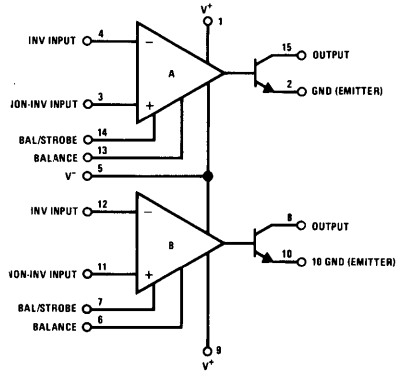 V+
1
4
INV INPUT
−
15
OUTPUT
A
2
GND (EMITTER)
3
NON-INV INPUT
+
14
BAL/STROBE
13
BALANCE
5
V−
12
INV INPUT
−
8
OUTPUT
B
10
10 GND (EMITTER)
11
NON-INV INPUT
+
7
BAL/STROBE
6
BALANCE
9
V+